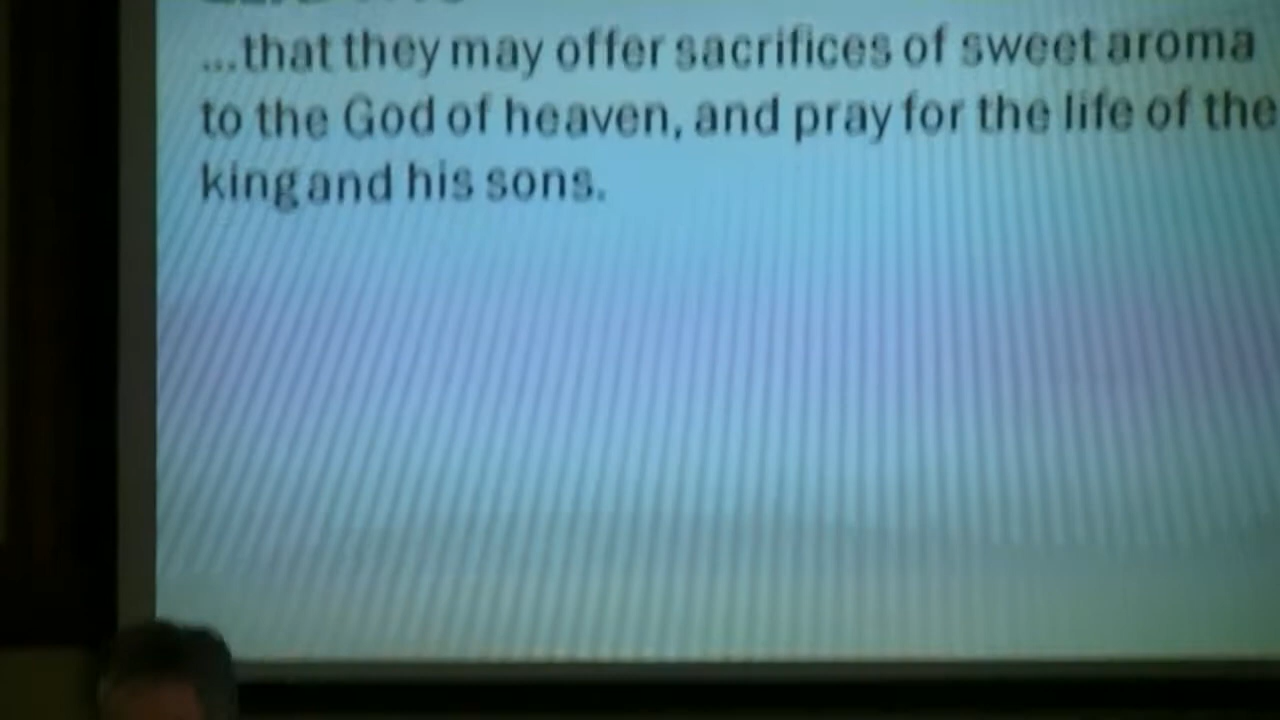 ...that they may offer sacrifices of sweet aroma
to the God of heaven, and pray for the life of the
king and his sons.